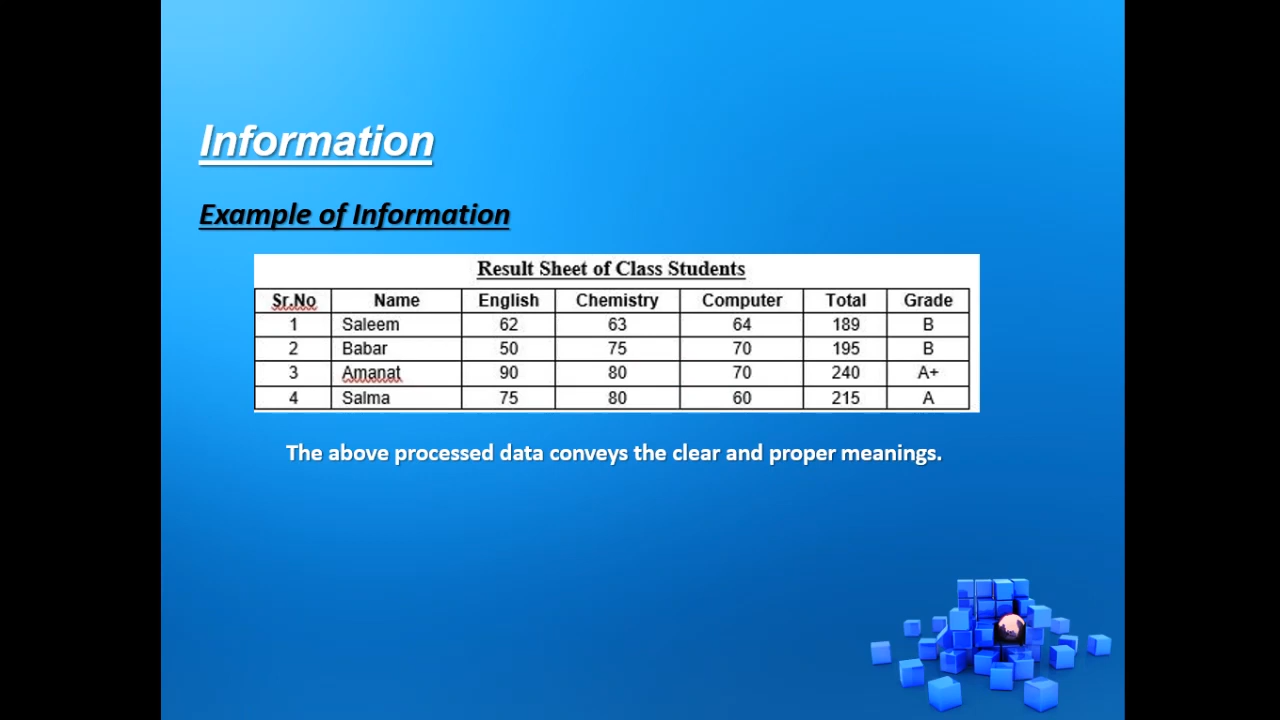 Information
Example of Information
Result Sheet of Class Students
Sr.No Name English Chemistry Computer Total Grade
1 Saleem 62 63 64 189 B
2 Babar 50 75 70 195 B
3 Amanat 90 80 70 240 A+
4 Salma 75 80 60 215 A
The above processed data conveys the clear and proper meanings.